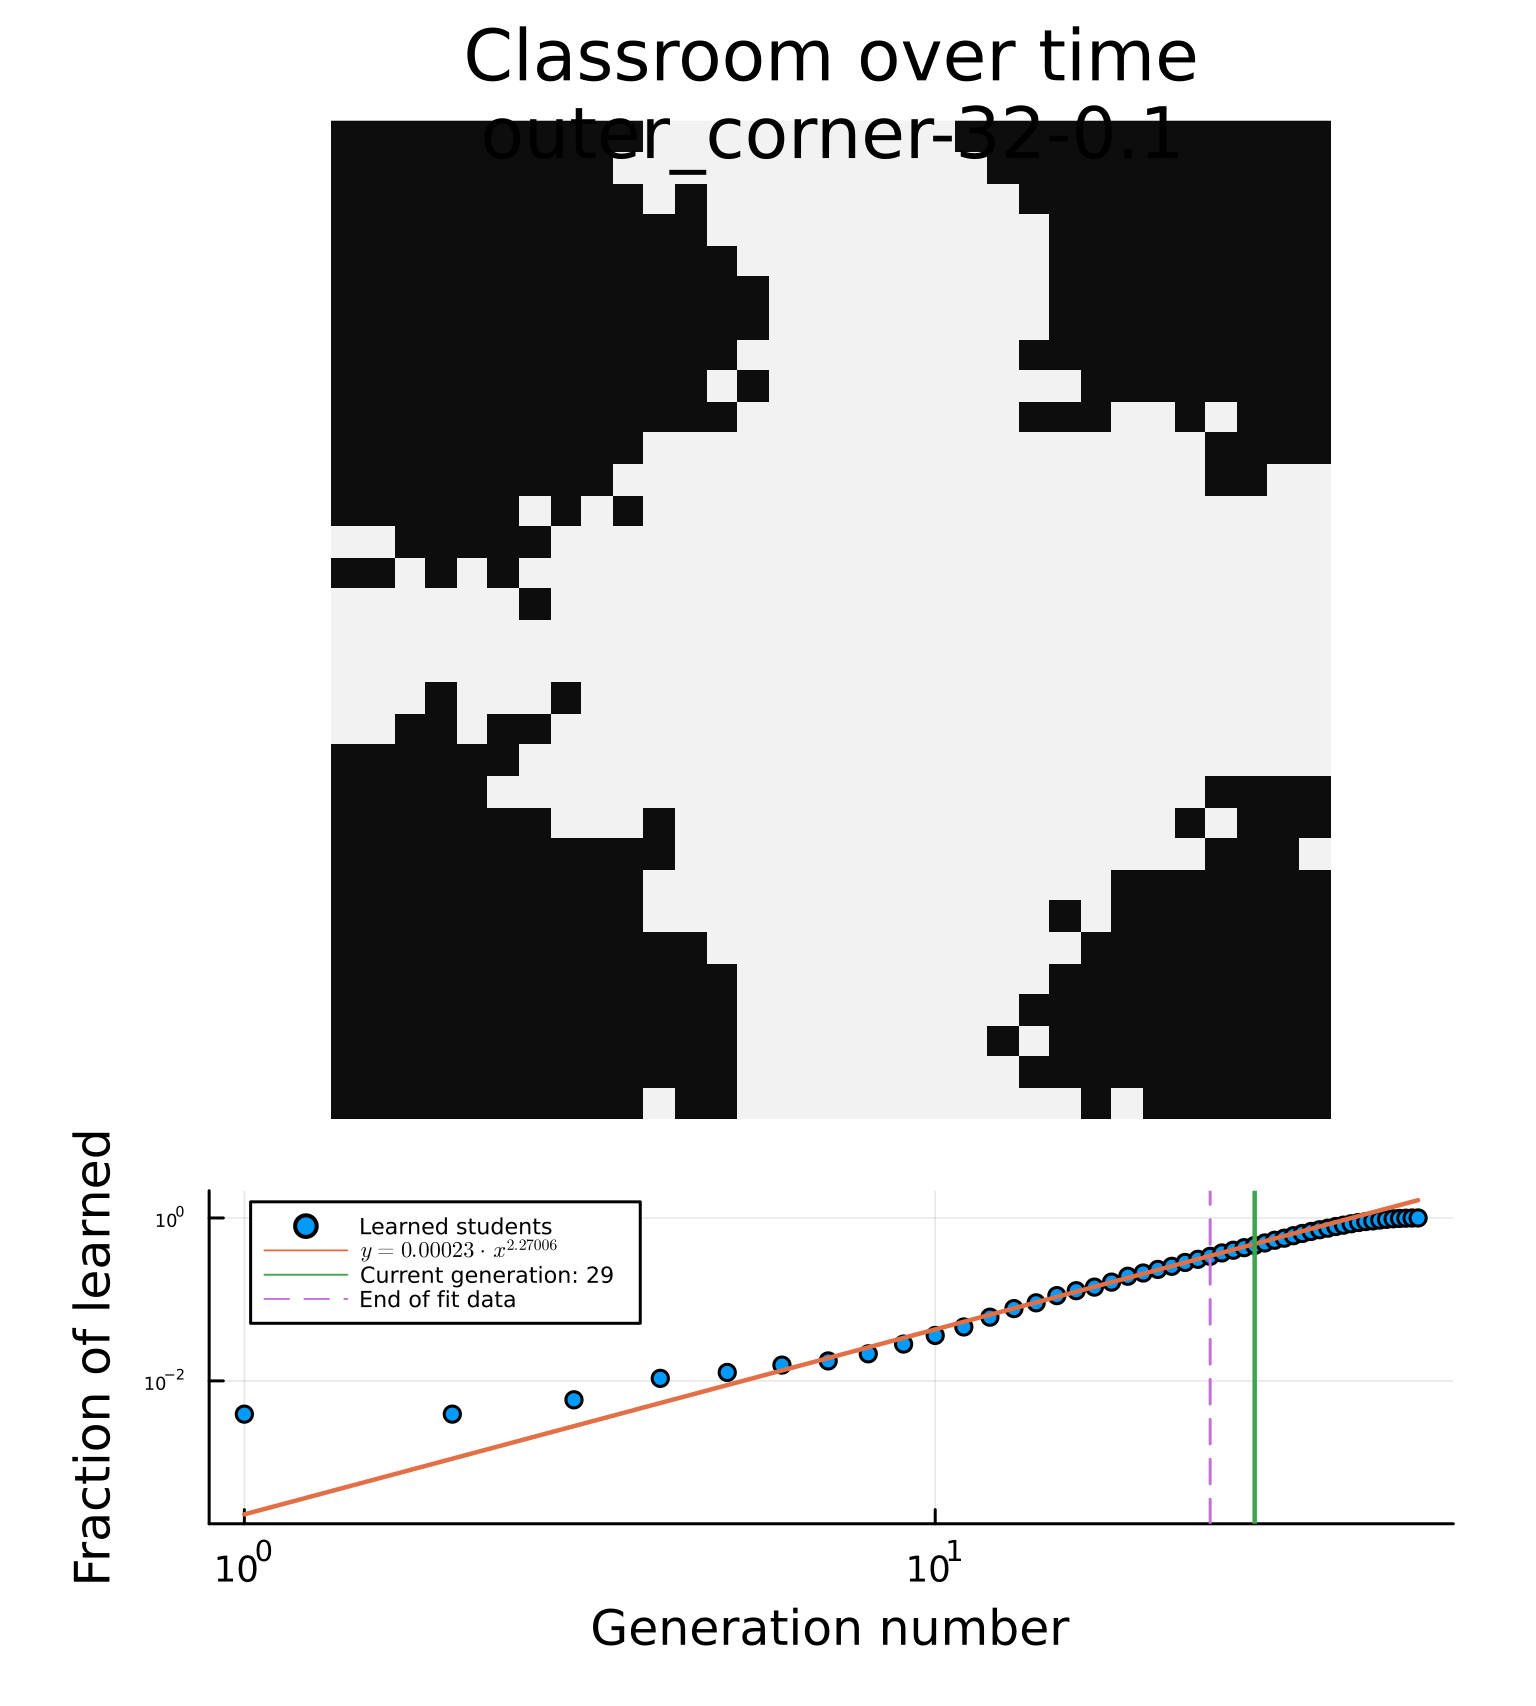 Classroom over time
outer_corner-32-0.1
Fraction of learned
10⁰
10⁻²
Learned students
y = 0.00023 · x^2.27006
Current generation: 29
End of fit data
10⁰
10¹
Generation number